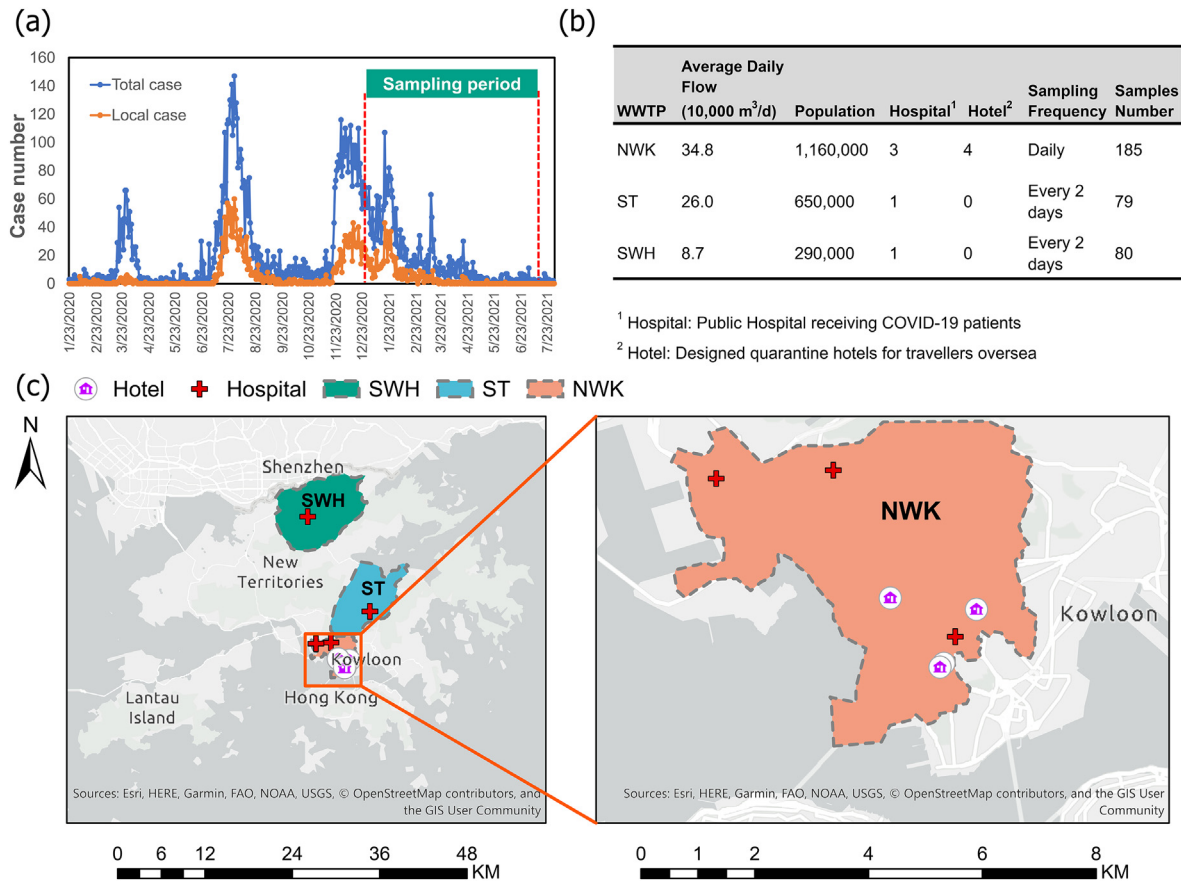 (a)
160
140
120
100
80
60
40
20
0
Case number
Total case
Local case
Sampling period
1/23/2020
2/23/2020
3/23/2020
4/23/2020
5/23/2020
6/23/2020
7/23/2020
8/23/2020
9/23/2020
10/23/2020
11/23/2020
12/23/2020
1/23/2021
2/23/2021
3/23/2021
4/23/2021
5/23/2021
6/23/2021
7/23/2021
(b)
WWTP Average Daily Flow (10,000 m³/d) Population Hospital¹ Hotel² Sampling Frequency Samples Number
NWK 34.8 1,160,000 3 4 Daily 185
ST 26.0 650,000 1 0 Every 2 days 79
SWH 8.7 290,000 1 0 Every 2 days 80
¹ Hospital: Public Hospital receiving COVID-19 patients
² Hotel: Designed quarantine hotels for travellers oversea
(c)
Hotel Hospital SWH ST NWK
N
Shenzhen
SWH
New
Territories
ST
Kowloon
Hong Kong
Lantau
Island
Sources: Esri, HERE, Garmin, FAO, NOAA, USGS, © OpenStreetMap contributors, and
the GIS User
Community
0 3 6 12 24 36 48
KM
NWK
Kowloon
Sources: Esri, HERE, Garmin, FAO, NOAA, USGS, © OpenStreetMap contributors, and the GIS User
Community
0 1 2 4 6 8
KM